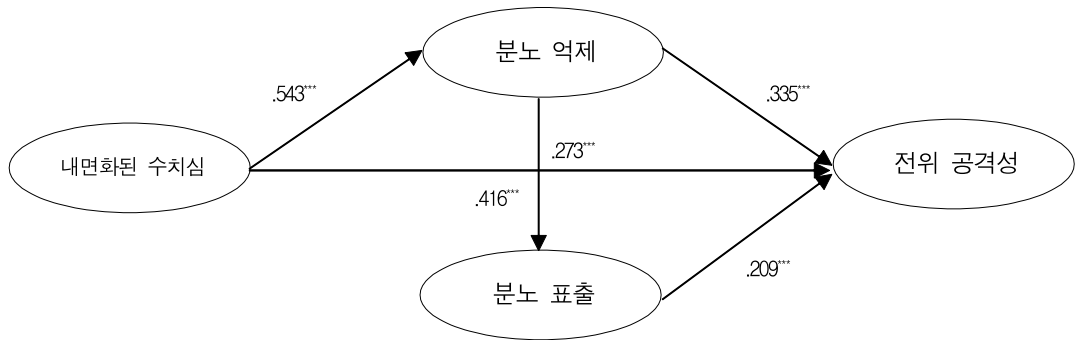 분노 억제
.543***
.335***
.273***
내면화된 수치심
전위 공격성
.416***
.209***
분노 표출